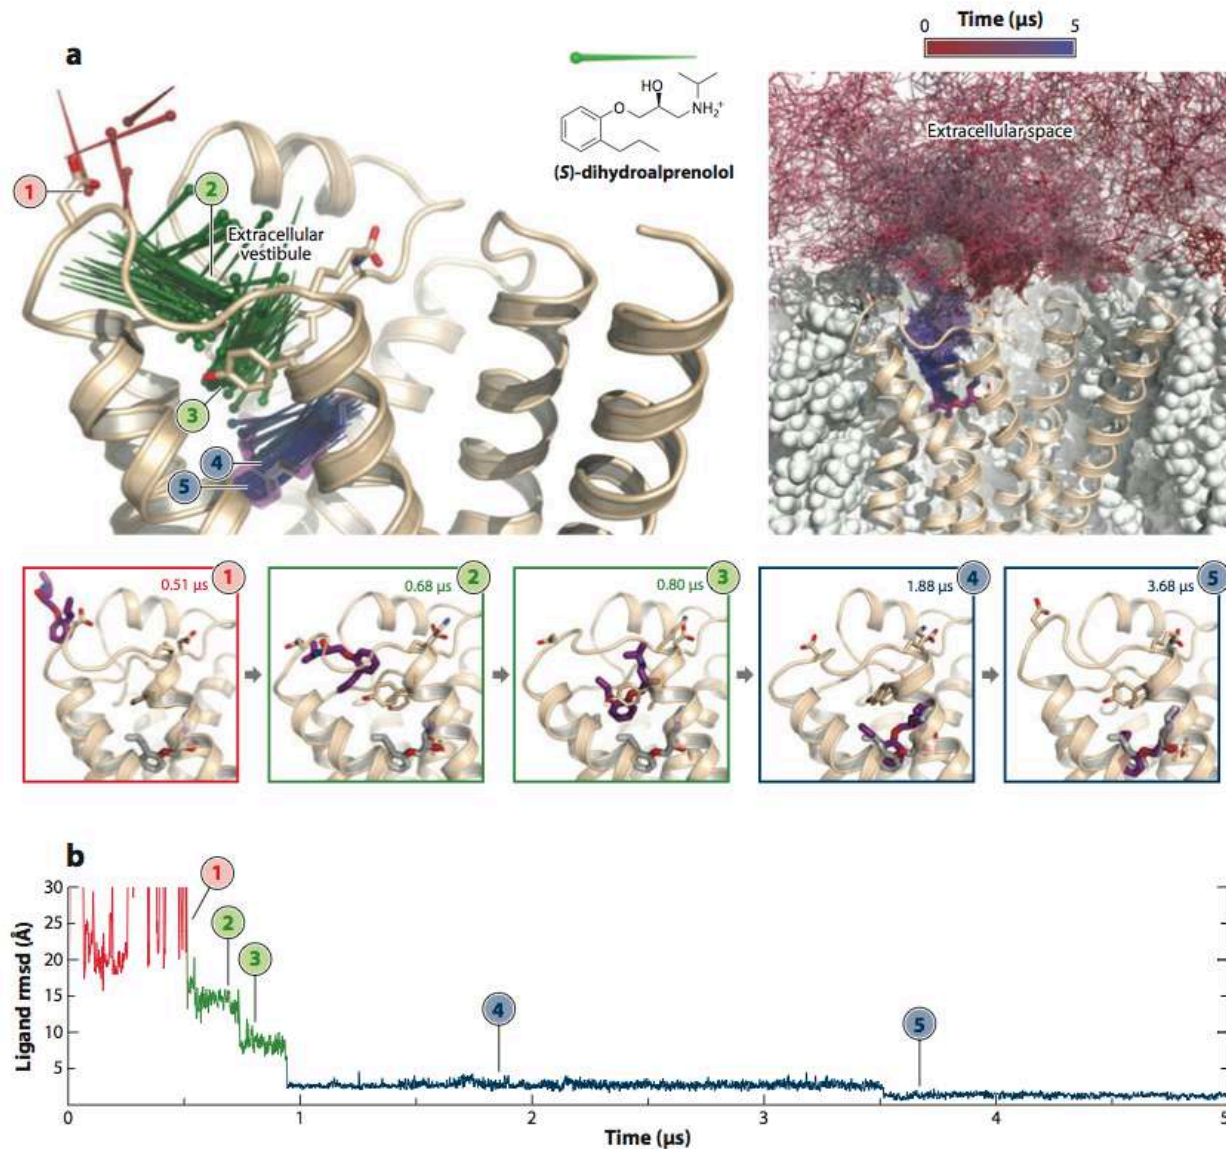 Time (μs)
0
5
a
HO
O
NH2+
(S)-dihydroalprenolol
Extracellular space
1
2
Extracellular
vestibule
3
4
5
0.51 μs
1
0.68 μs
2
0.80 μs
3
1.88 μs
4
3.68 μs
5
b
1
2
3
4
5
Ligand rmsd (Å)
30
25
20
15
10
5
0
1
2
3
4
5
Time (μs)